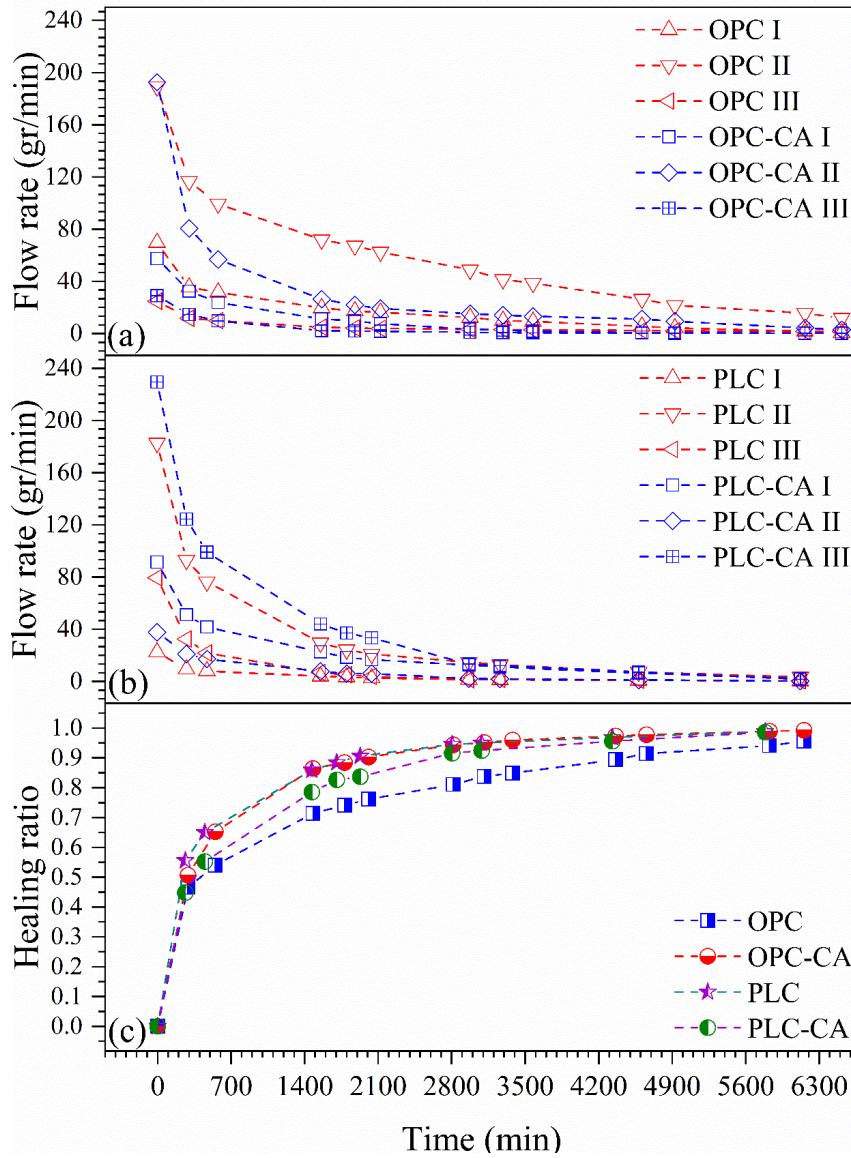 240
200
160
120
80
40
0
Flow rate (gr/min)
(a)
OPC I
OPC II
OPC III
OPC-CA I
OPC-CA II
OPC-CA III
240
200
160
120
80
40
0
Flow rate (gr/min)
(b)
PLC I
PLC II
PLC III
PLC-CA I
PLC-CA II
PLC-CA III
1.0
0.9
0.8
0.7
0.6
0.5
0.4
0.3
0.2
0.1
0.0
Healing ratio
(c)
OPC
OPC-CA
PLC
PLC-CA
0 700 1400 2100 2800 3500 4200 4900 5600 6300
Time (min)